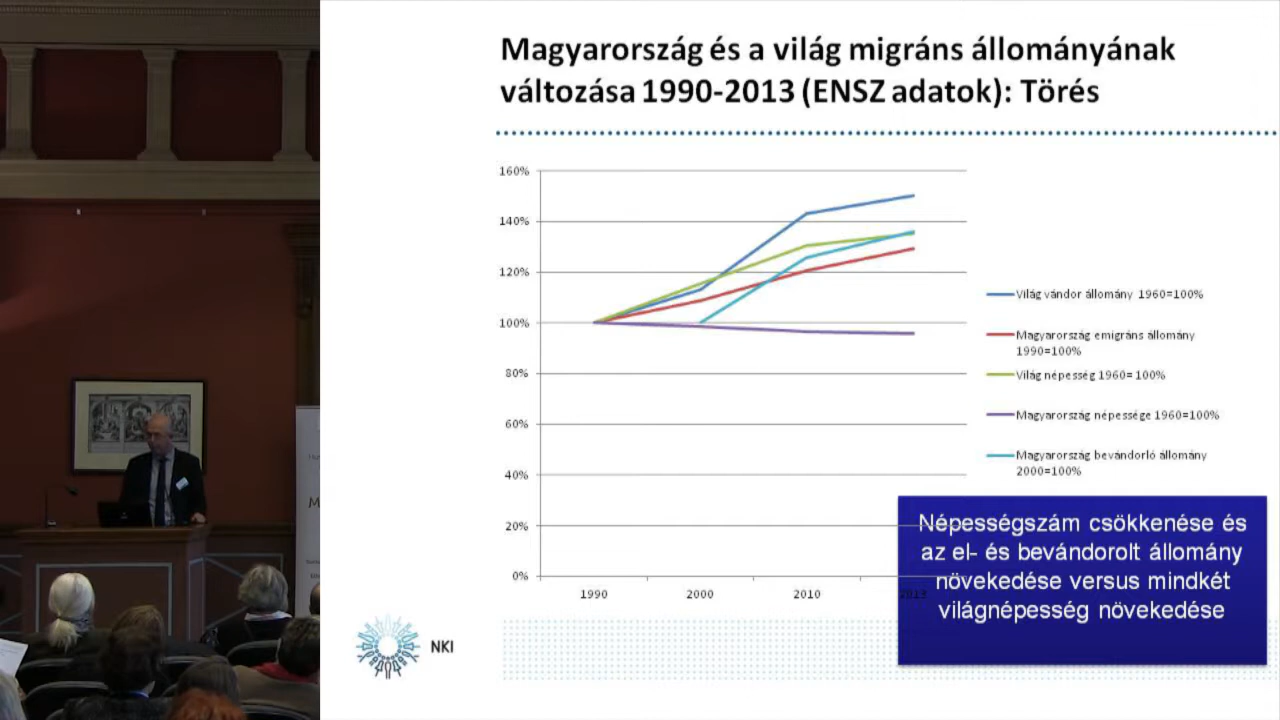 Magyarország és a világ migráns állományának
változása 1990-2013 (ENSZ adatok): Törés
160%
140%
120%
100%
80%
60%
40%
20%
0%
1990
2000
2010
2013
Világ vándor állomány 1960=100%
Magyarország emigráns állomány
1990=100%
Világ népesség 1960= 100%
Magyarország népessége 1960=100%
Magyarország bevándorló állomány
2000=100%
Népességszám csökkenése és
az el- és bevándorolt állomány
növekedése versus mindkét
világnépesség növekedése
NKI